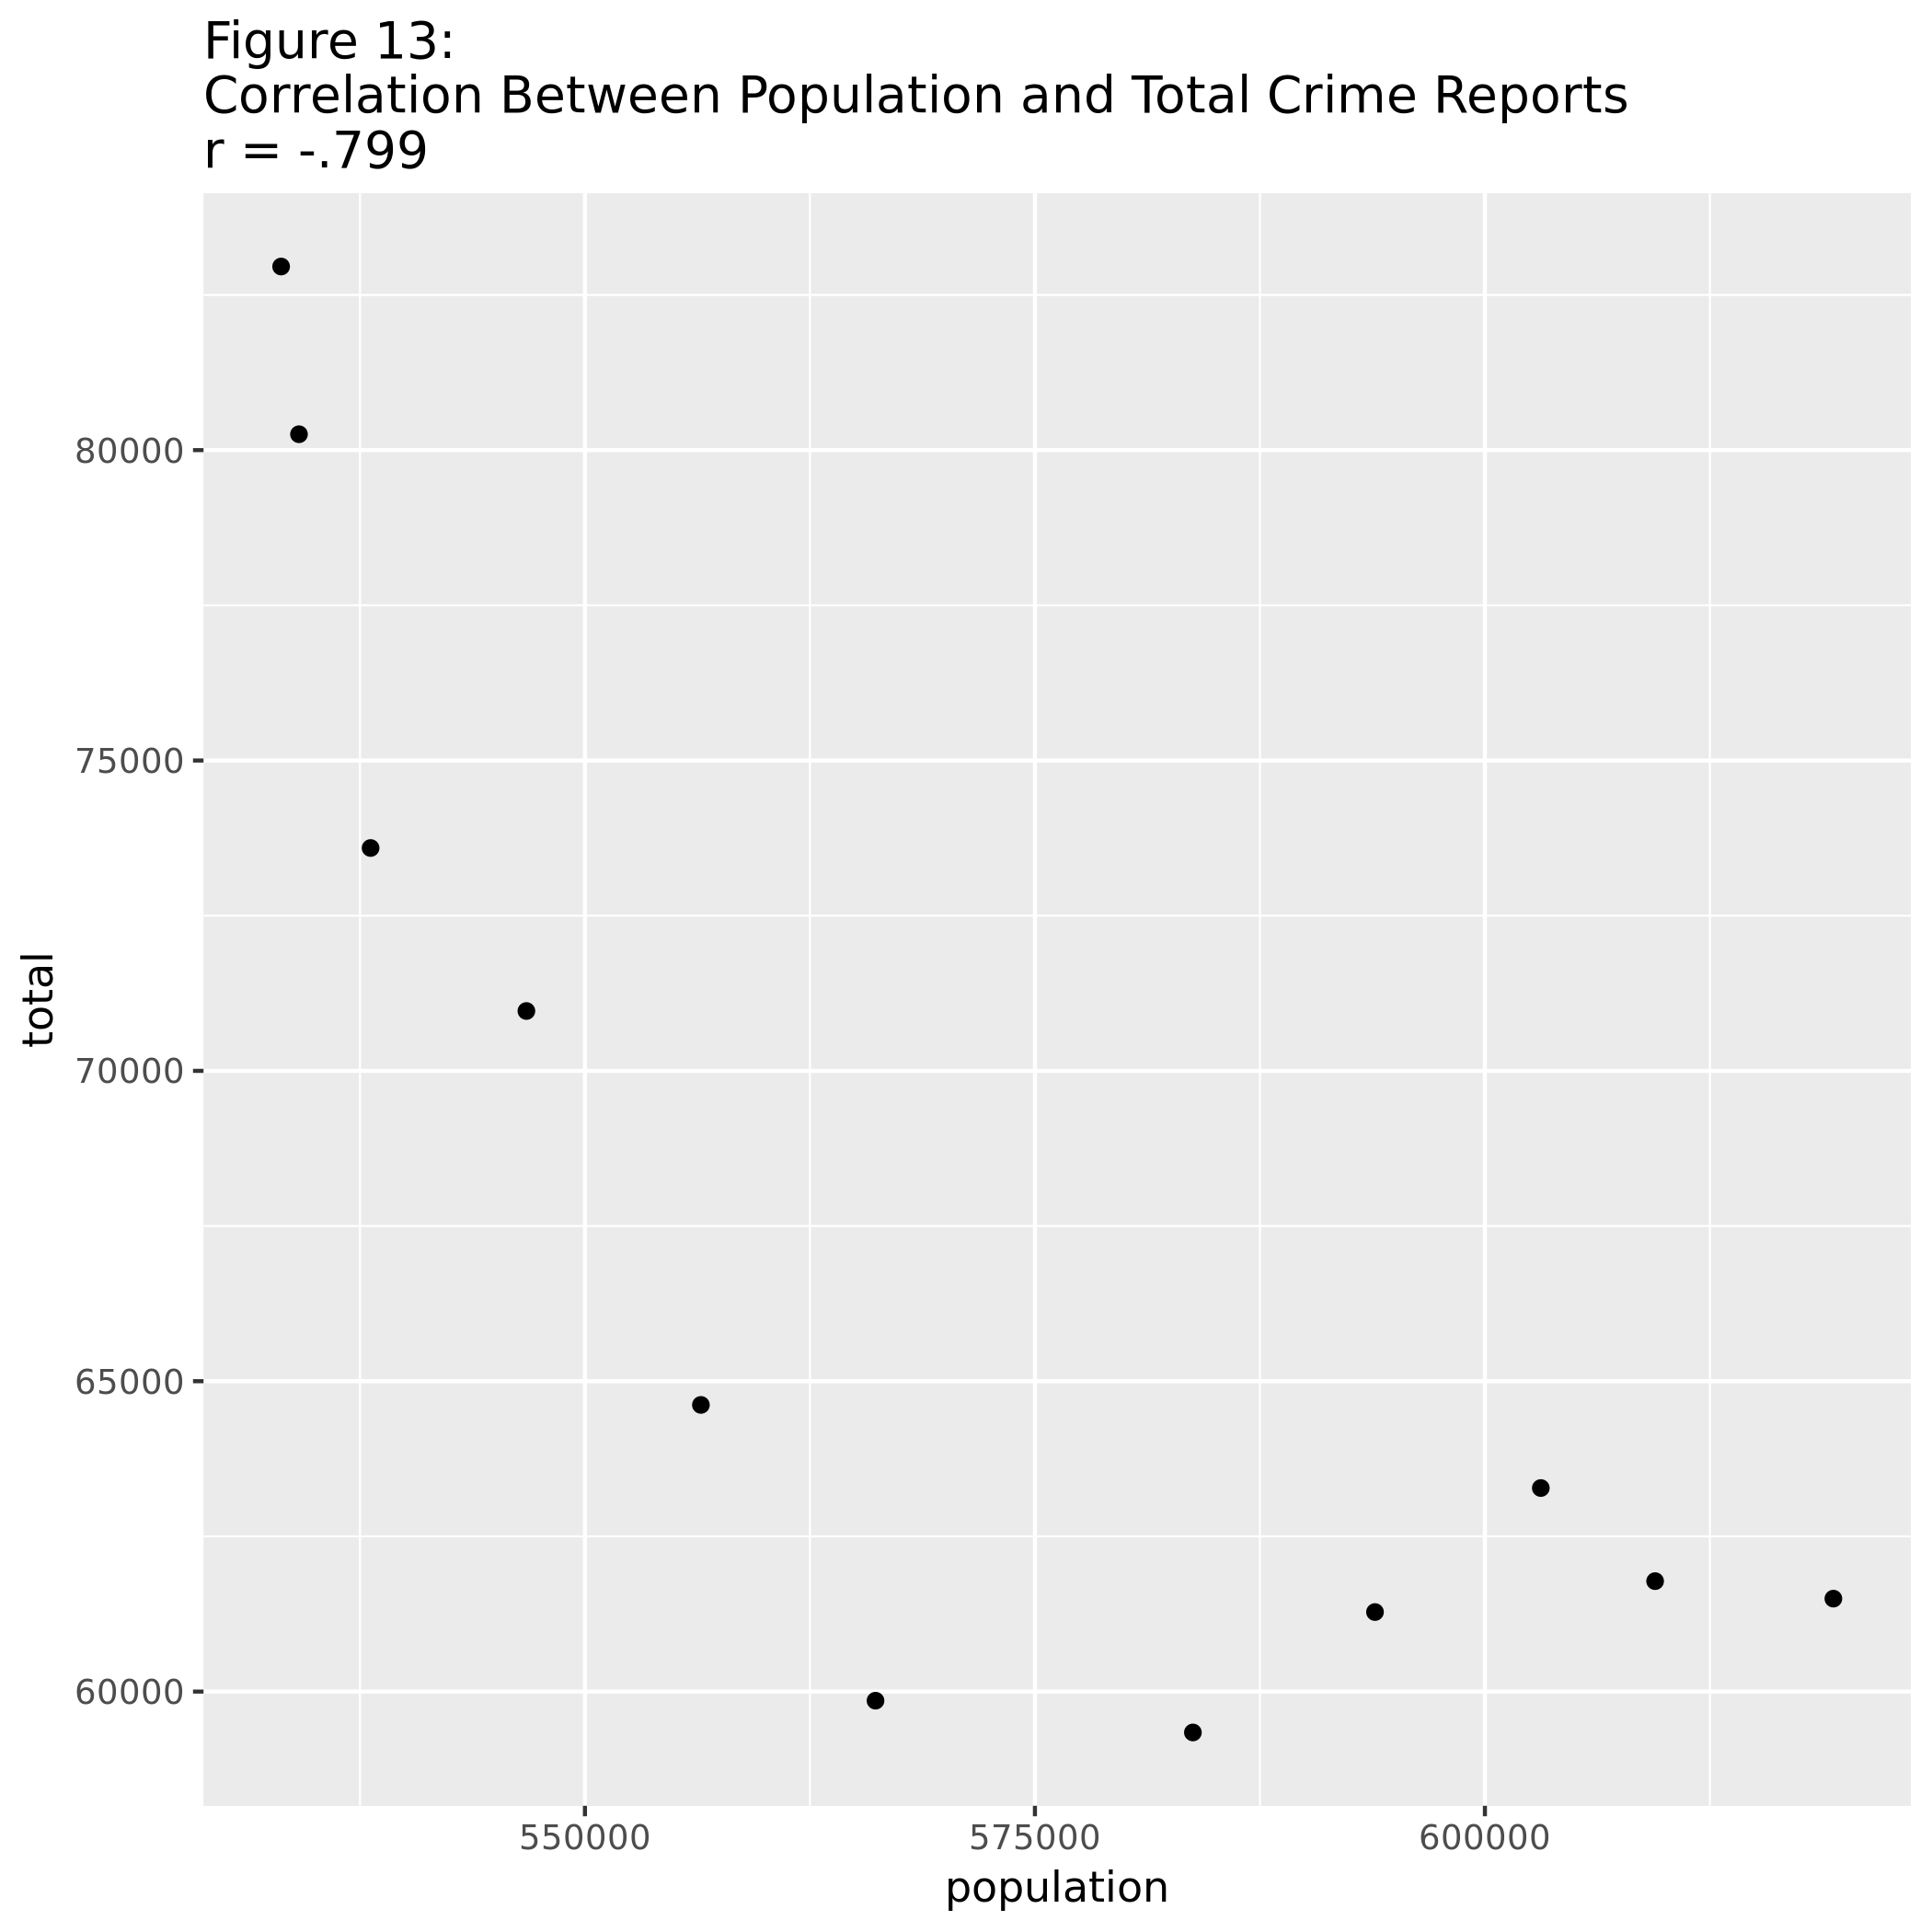 Figure 13:
Correlation Between Population and Total Crime Reports
r = -.799
80000
75000
70000
65000
60000
total
550000 575000 600000
population